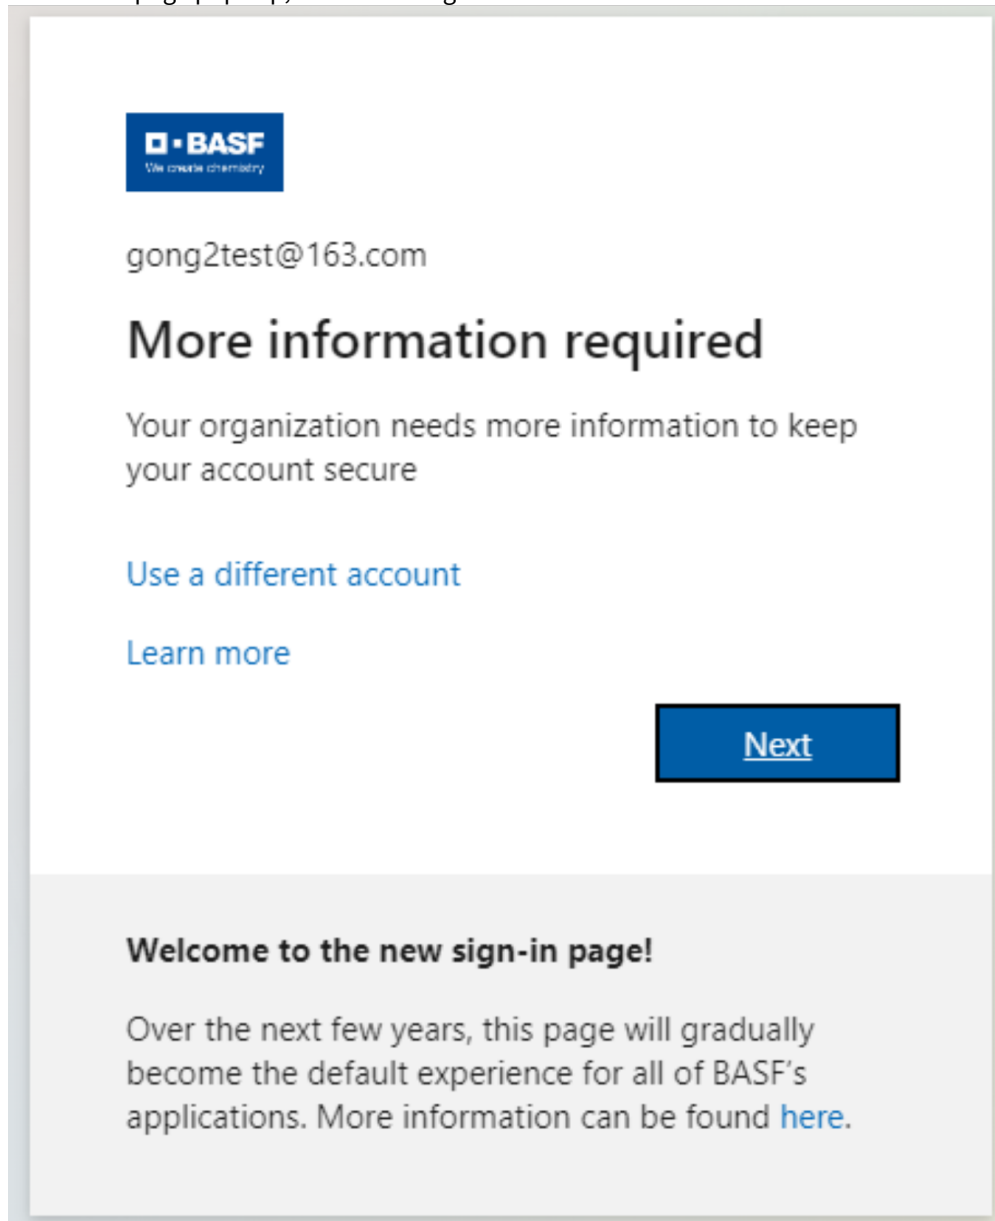 BASF
We create chemistry
gong2test@163.com
More information required
Your organization needs more information to keep
your account secure
Use a different account
Learn more
Next
Welcome to the new sign-in page!
Over the next few years, this page will gradually
become the default experience for all of BASF's
applications. More information can be found here.